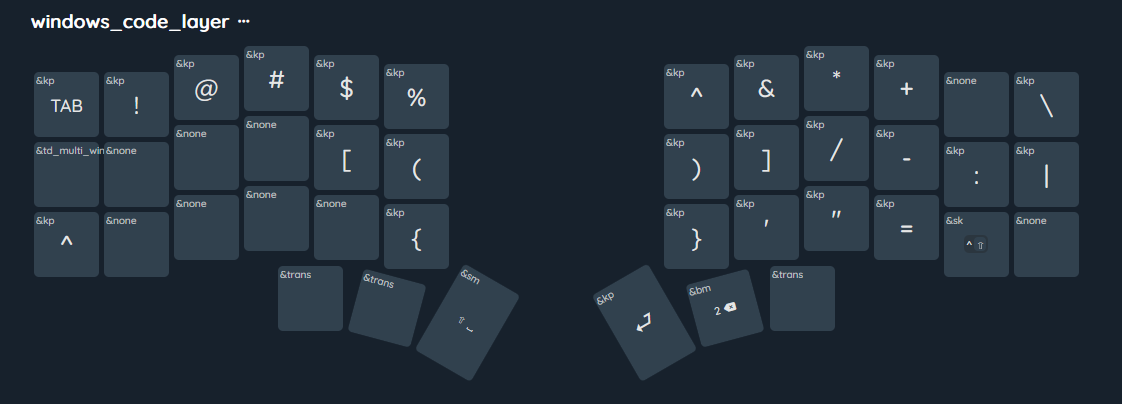 windows_code_layer ···
&kp &kp &kp &kp &kp &kp &kp &kp &kp &kp &none &kp
TAB ! @ # $ % ^ & * + \
&td_multi_win &none &none &none &kp &kp &kp &kp &kp &kp &kp &kp
[ ( ) ] / - : |
&kp &none &none &none &none &kp &kp &kp &kp &kp &sk &none
^ { } ' " = ^ ⇧
&trans &trans &sm &kp &bm &trans
⇧ ⎵ ⏎ 2 ⌫